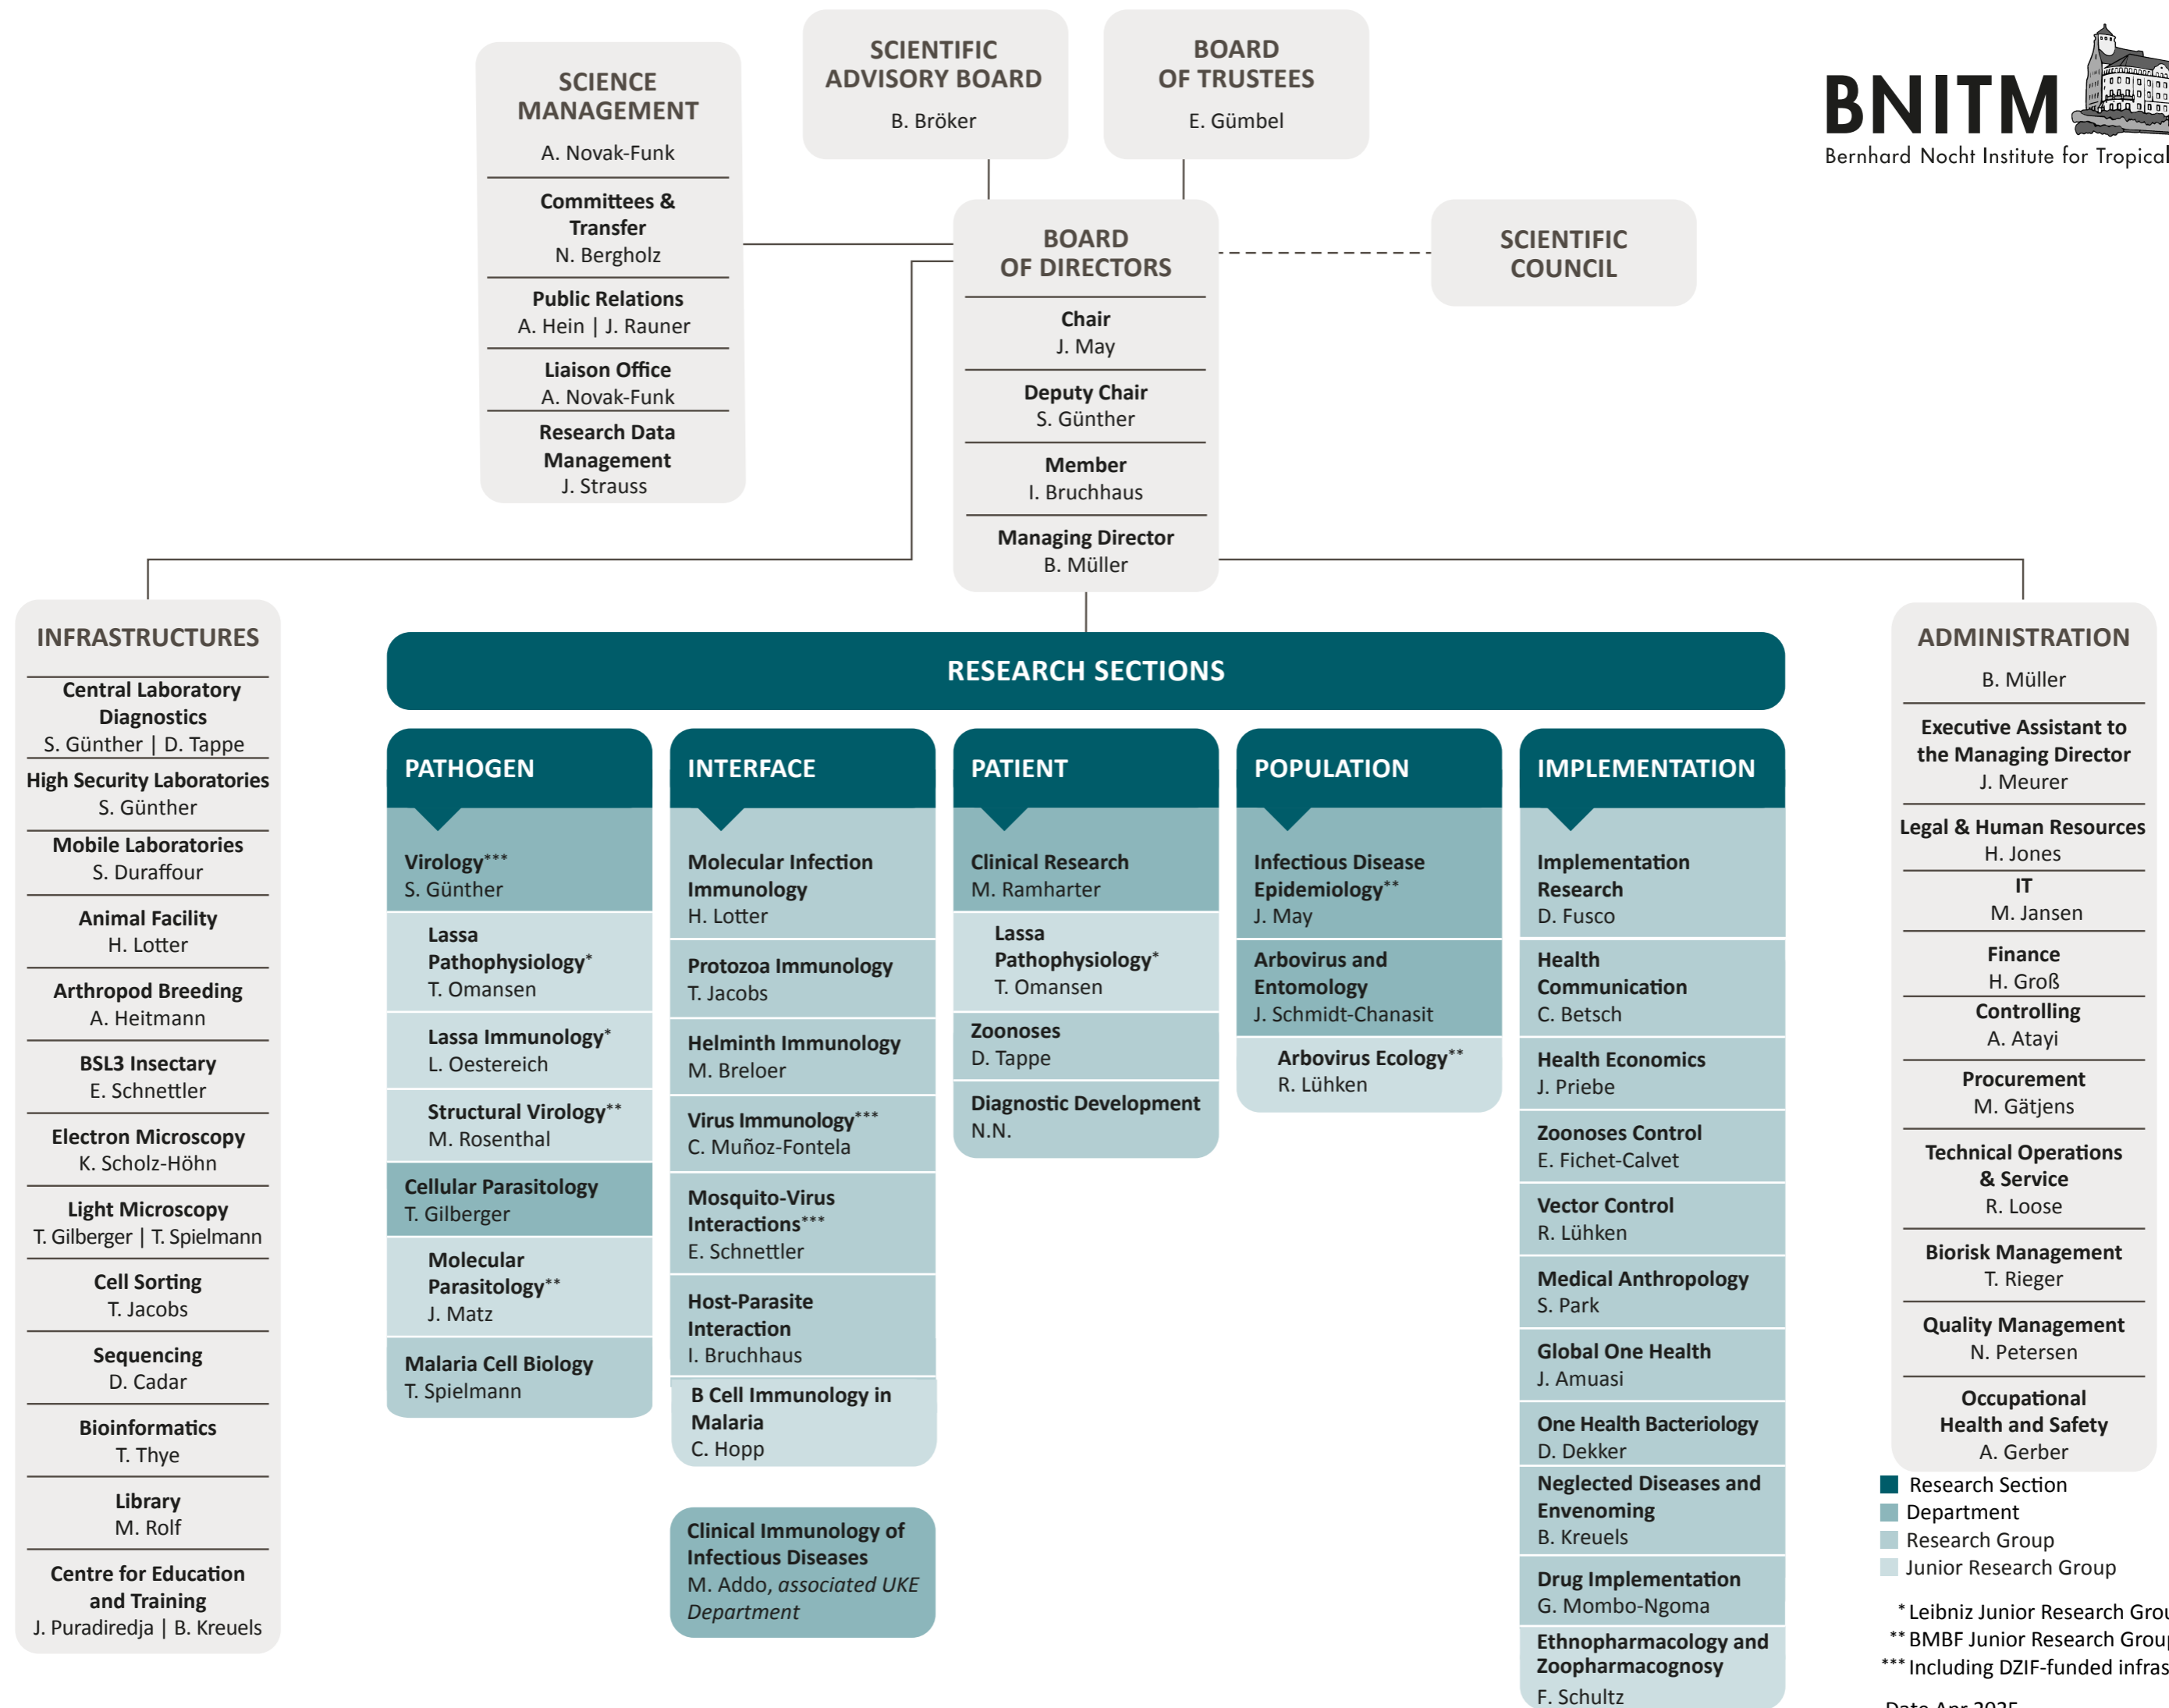 SCIENCE
MANAGEMENT
A. Novak-Funk
Committees &
Transfer
N. Bergholz
Public Relations
A. Hein | J. Rauner
Liaison Office
A. Novak-Funk
Research Data
Management
J. Strauss
SCIENTIFIC
ADVISORY BOARD
B. Bröker
BOARD
OF TRUSTEES
E. Gümbel
BNITM
Bernhard Nocht Institute for Tropical
BOARD
OF DIRECTORS
Chair
J. May
Deputy Chair
S. Günther
Member
I. Bruchhaus
Managing Director
B. Müller
SCIENTIFIC
COUNCIL
INFRASTRUCTURES
Central Laboratory
Diagnostics
S. Günther | D. Tappe
High Security Laboratories
S. Günther
Mobile Laboratories
S. Duraffour
Animal Facility
H. Lotter
Arthropod Breeding
A. Heitmann
BSL3 Insectary
E. Schnettler
Electron Microscopy
K. Scholz-Höhn
Light Microscopy
T. Gilberger | T. Spielmann
Cell Sorting
T. Jacobs
Sequencing
D. Cadar
Bioinformatics
T. Thye
Library
M. Rolf
Centre for Education
and Training
J. Puradiredja | B. Kreuels
RESEARCH SECTIONS
PATHOGEN
Virology***
S. Günther
Lassa
Pathophysiology*
T. Omansen
Lassa Immunology*
L. Oestereich
Structural Virology**
M. Rosenthal
Cellular Parasitology
T. Gilberger
Molecular
Parasitology**
J. Matz
Malaria Cell Biology
T. Spielmann
INTERFACE
Molecular Infection
Immunology
H. Lotter
Protozoa Immunology
T. Jacobs
Helminth Immunology
M. Breloer
Virus Immunology***
C. Muñoz-Fontela
Mosquito-Virus
Interactions***
E. Schnettler
Host-Parasite
Interaction
I. Bruchhaus
B Cell Immunology in
Malaria
C. Hopp
Clinical Immunology of
Infectious Diseases
M. Addo, associated UKE
Department
PATIENT
Clinical Research
M. Ramharter
Lassa
Pathophysiology*
T. Omansen
Zoonoses
D. Tappe
Diagnostic Development
N.N.
POPULATION
Infectious Disease
Epidemiology**
J. May
Arbovirus and
Entomology
J. Schmidt-Chanasit
Arbovirus Ecology**
R. Lühken
IMPLEMENTATION
Implementation
Research
D. Fusco
Health
Communication
C. Betsch
Health Economics
J. Priebe
Zoonoses Control
E. Fichet-Calvet
Vector Control
R. Lühken
Medical Anthropology
S. Park
Global One Health
J. Amuasi
One Health Bacteriology
D. Dekker
Neglected Diseases and
Envenoming
B. Kreuels
Drug Implementation
G. Mombo-Ngoma
Ethnopharmacology and
Zoopharmacognosy
F. Schultz
ADMINISTRATION
B. Müller
Executive Assistant to
the Managing Director
J. Meurer
Legal & Human Resources
H. Jones
IT
M. Jansen
Finance
H. Groß
Controlling
A. Atayi
Procurement
M. Gätjens
Technical Operations
& Service
R. Loose
Biorisk Management
T. Rieger
Quality Management
N. Petersen
Occupational
Health and Safety
A. Gerber
Research Section
Department
Research Group
Junior Research Group
* Leibniz Junior Research
** BMBF Junior Research
*** Including DZIF-funded
Date Apr 2025